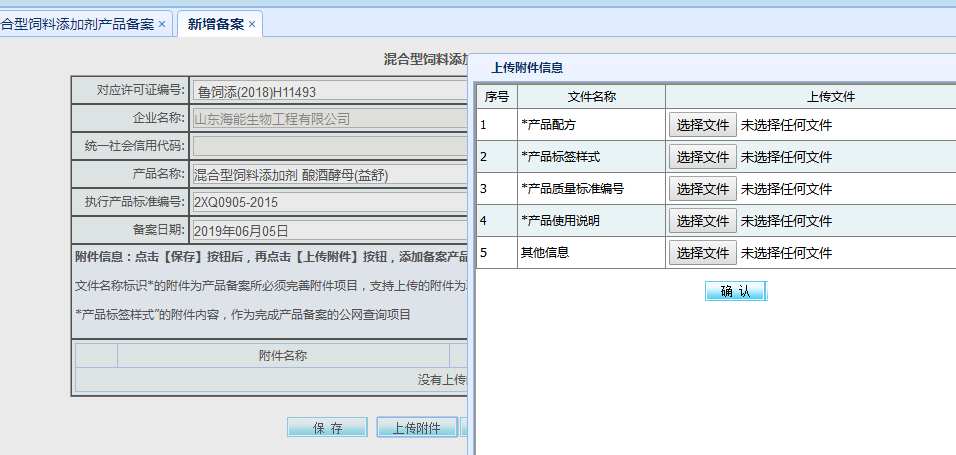 合型饲料添加剂产品备案 ×
新增备案 ×
混合型饲料添加
对应许可证编号: 鲁饲添(2018)H11493
企业名称: 山东海能生物工程有限公司
统一社会信用代码:
产品名称: 混合型饲料添加剂 酿酒酵母(益舒)
执行产品标准编号: 2XQ0905-2015
备案日期: 2019年06月05日
附件信息：点击【保存】按钮后，再点击【上传附件】按钮，添加备案产品
文件名称标识*的附件为产品备案所必须完善附件项目，支持上传的附件为
*产品标签样式"的附件内容，作为完成产品备案的公网查询项目
附件名称
没有上传
保 存
上传附件
上传附件信息
序号 文件名称 上传文件
1 *产品配方 选择文件 未选择任何文件
2 *产品标签样式 选择文件 未选择任何文件
3 *产品质量标准编号 选择文件 未选择任何文件
4 *产品使用说明 选择文件 未选择任何文件
5 其他信息 选择文件 未选择任何文件
确 认